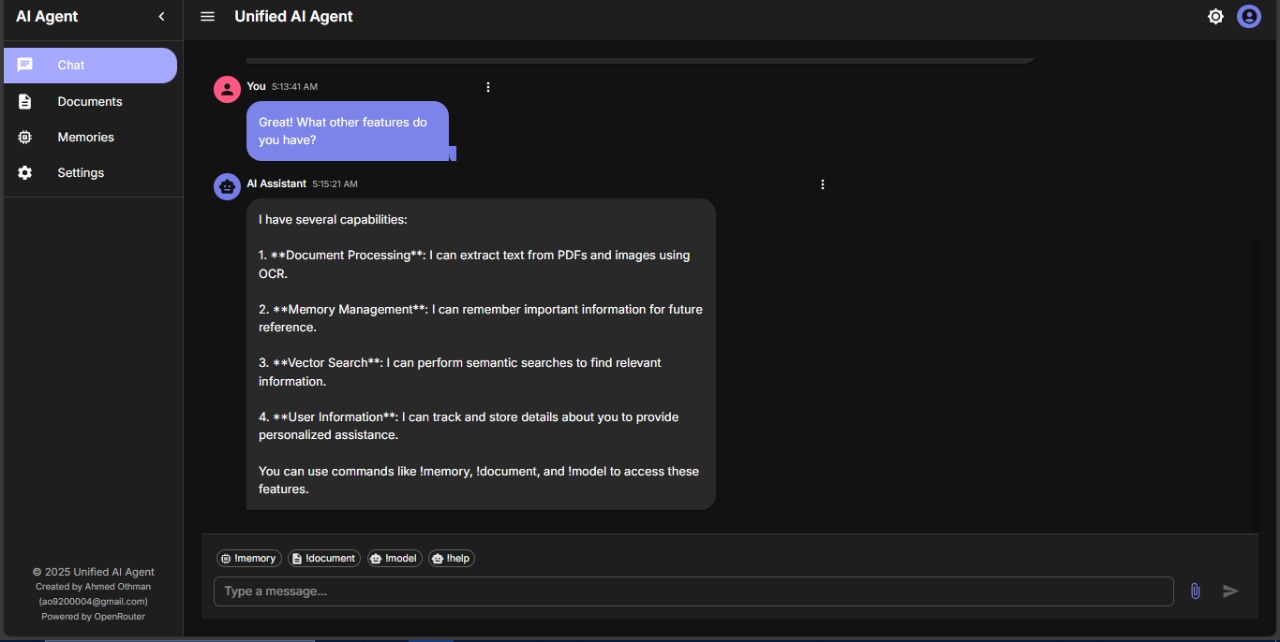 AI Agent
Unified AI Agent
Chat
Documents
Memories
Settings
You 5:13:41 AM
Great! What other features do
you have?
AI Assistant 5:15:21 AM
I have several capabilities:
1. **Document Processing**: I can extract text from PDFs and images using
OCR.
2. **Memory Management**: I can remember important information for future
reference.
3. **Vector Search**: I can perform semantic searches to find relevant
information.
4. **User Information**: I can track and store details about you to provide
personalized assistance.
You can use commands like !memory, !document, and !model to access these
features.
!memory !document !model !help
Type a message...
© 2025 Unified AI Agent
Created by Ahmed Othman
(ao9200004@gmail.com)
Powered by OpenRouter